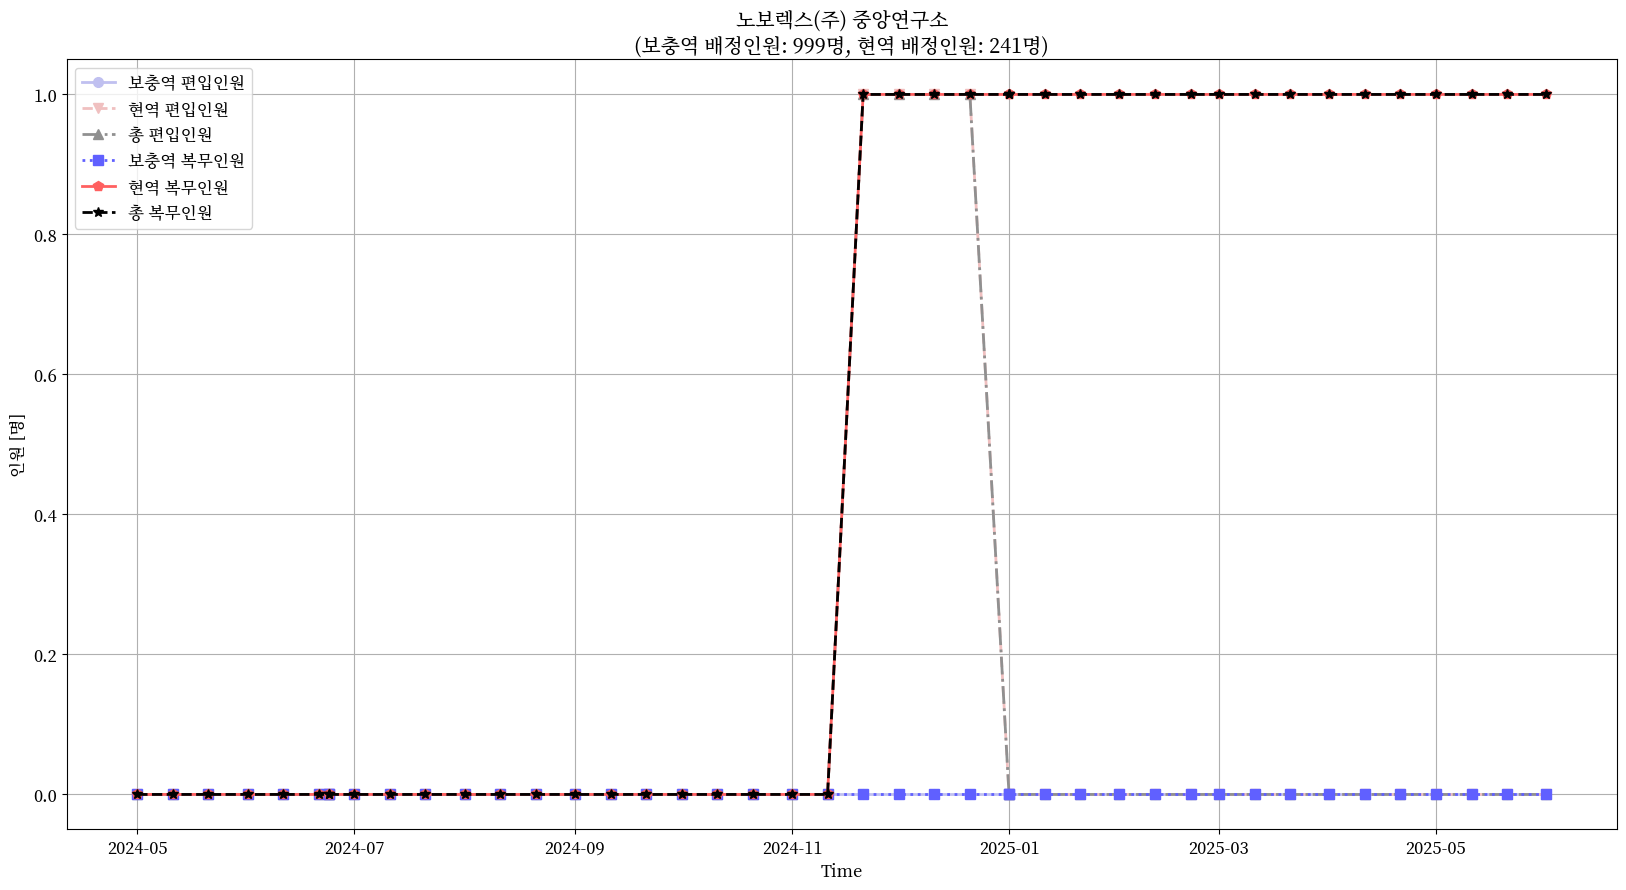 노보렉스(주) 중앙연구소
(보충역 배정인원: 999명, 현역 배정인원: 241명)
보충역 편입인원
현역 편입인원
총 편입인원
보충역 복무인원
현역 복무인원
총 복무인원
1.0
0.8
0.6
0.4
0.2
0.0
인원 [명]
2024-05 2024-07 2024-09 2024-11 2025-01 2025-03 2025-05
Time